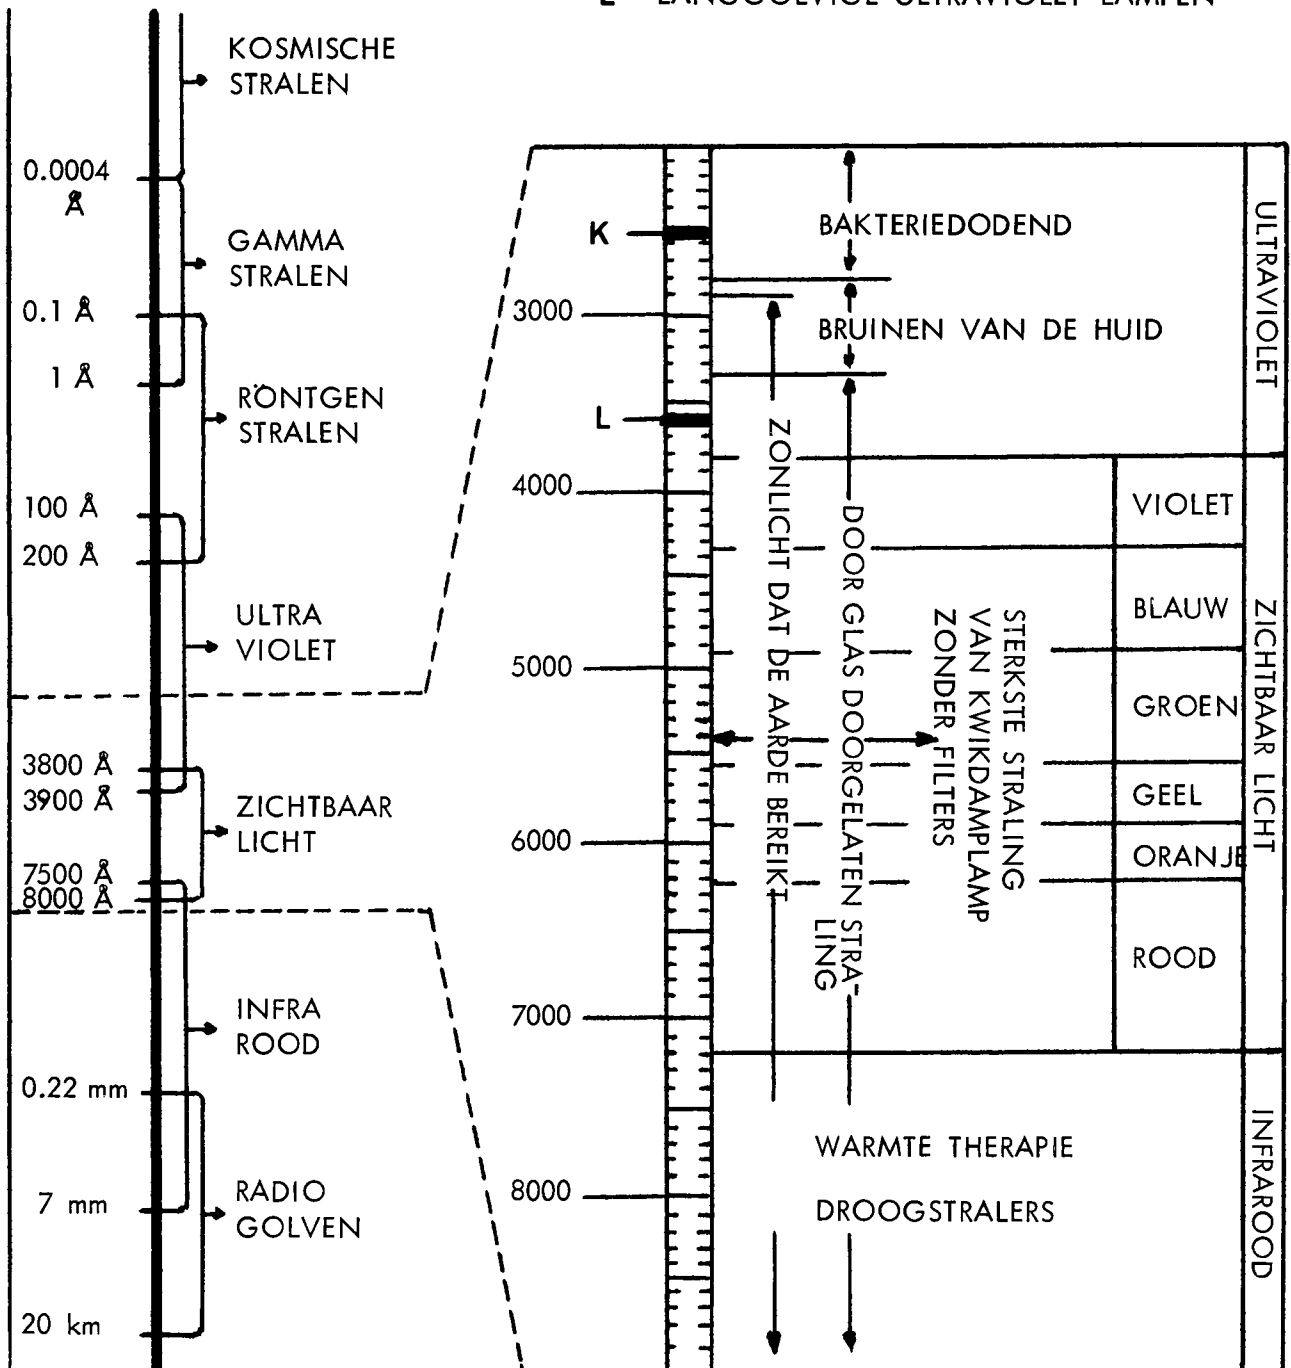 L LANGGOLVIGE ULTRAVIOLET LAMPEN
KOSMISCHE
STRALEN
0.0004
Å
GAMMA
STRALEN
0.1 Å
1 Å
RÖNTGEN
STRALEN
100 Å
200 Å
ULTRA
VIOLET
3800 Å
3900 Å
ZICHTBAAR
LICHT
7500 Å
8000 Å
INFRA
ROOD
0.22 mm
7 mm
RADIO
GOLVEN
20 km
K
3000
L
4000
5000
6000
7000
8000
BAKTERIEDODEND
BRUINEN VAN DE HUID
ZONLICHT DAT DE AARDE BEREIKT
DOOR GLAS DOORGELATEN STRA-
LING
STERKSTE STRALING
VAN KWIKDAMPLAMP
ZONDER FILTERS
WARMTE THERAPIE
DROOGSTRALERS
VIOLET
BLAUW
GROEN
GEEL
ORANJE
ROOD
ULTRAVIOLET
ZICHTBAAR LICHT
INFRAROOD